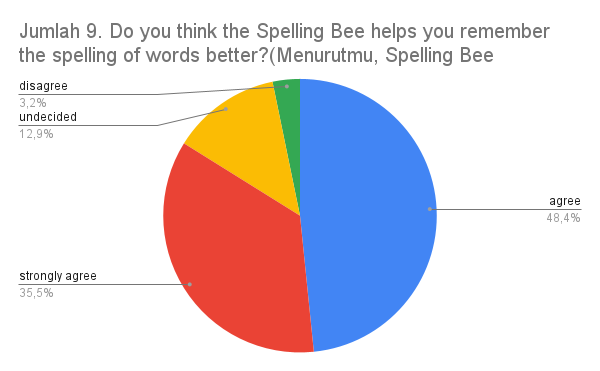 Jumlah 9. Do you think the Spelling Bee helps you remember
the spelling of words better?(Menurutmu, Spelling Bee
disagree
3,2%
undecided
12,9%
agree
48,4%
strongly agree
35,5%